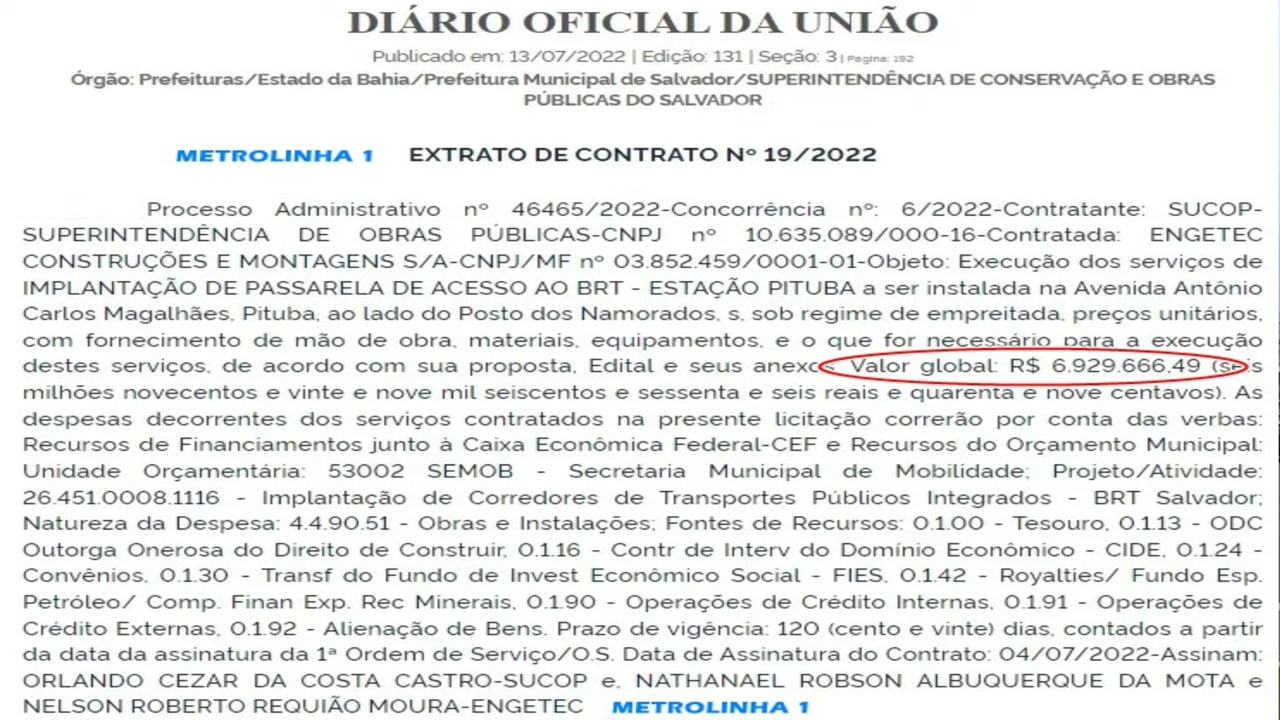 DIÁRIO OFICIAL DA UNIÃO
Publicado em: 13/07/2022 | Edição: 131 | Seção: 3 | Página: 192
Órgão: Prefeituras/Estado da Bahia/Prefeitura Municipal de Salvador/SUPERINTENDÊNCIA DE CONSERVAÇÃO E OBRAS
PÚBLICAS DO SALVADOR
METROLINHA 1 EXTRATO DE CONTRATO Nº 19/2022
Processo Administrativo nº 46465/2022-Concorrência nº: 6/2022-Contratante: SUCOP-
SUPERINTENDÊNCIA DE OBRAS PÚBLICAS-CNPJ nº 10.635.089/000-16-Contratada: ENGETEC
CONSTRUÇÕES E MONTAGENS S/A-CNPJ/MF nº 03.852.459/0001-01-Objeto: Execução dos serviços de
IMPLANTAÇÃO DE PASSARELA DE ACESSO AO BRT - ESTAÇÃO PITUBA a ser instalada na Avenida Antônio
Carlos Magalhães, Pituba, ao lado do Posto dos Namorados, s, sob regime de empreitada, preços unitários,
com fornecimento de mão de obra, materiais, equipamentos, e o que for necessário para a execução
destes serviços, de acordo com sua proposta, Edital e seus anexos. Valor global: R$ 6.929.666,49 (seis
milhões novecentos e vinte e nove mil seiscentos e sessenta e seis reais e quarenta e nove centavos). As
despesas decorrentes dos serviços contratados na presente licitação correrão por conta das verbas:
Recursos de Financiamentos junto à Caixa Econômica Federal-CEF e Recursos do Orçamento Municipal:
Unidade Orçamentária: 53002 SEMOB - Secretaria Municipal de Mobilidade; Projeto/Atividade:
26.451.0008.1116 - Implantação de Corredores de Transportes Públicos Integrados - BRT Salvador;
Natureza da Despesa: 4.4.90.51 - Obras e Instalações; Fontes de Recursos: 0.1.00 - Tesouro, 0.1.13 - ODC
Outorga Onerosa do Direito de Construir, 0.1.16 - Contr de Interv do Domínio Econômico - CIDE, 0.1.24 -
Convênios, 0.1.30 - Transf do Fundo de Invest Econômico Social - FIES, 0.1.42 - Royalties/ Fundo Esp.
Petróleo/ Comp. Finan Exp. Rec Minerais, 0.1.90 - Operações de Crédito Internas, 0.1.91 - Operações de
Crédito Externas, 0.1.92 - Alienação de Bens. Prazo de vigência: 120 (cento e vinte) dias, contados a partir
da data da assinatura da 1ª Ordem de Serviço/O.S. Data de Assinatura do Contrato: 04/07/2022-Assinam:
ORLANDO CEZAR DA COSTA CASTRO-SUCOP e, NATHANAEL ROBSON ALBUQUERQUE DA MOTA e
NELSON ROBERTO REQUIÃO MOURA-ENGETEC METROLINHA 1